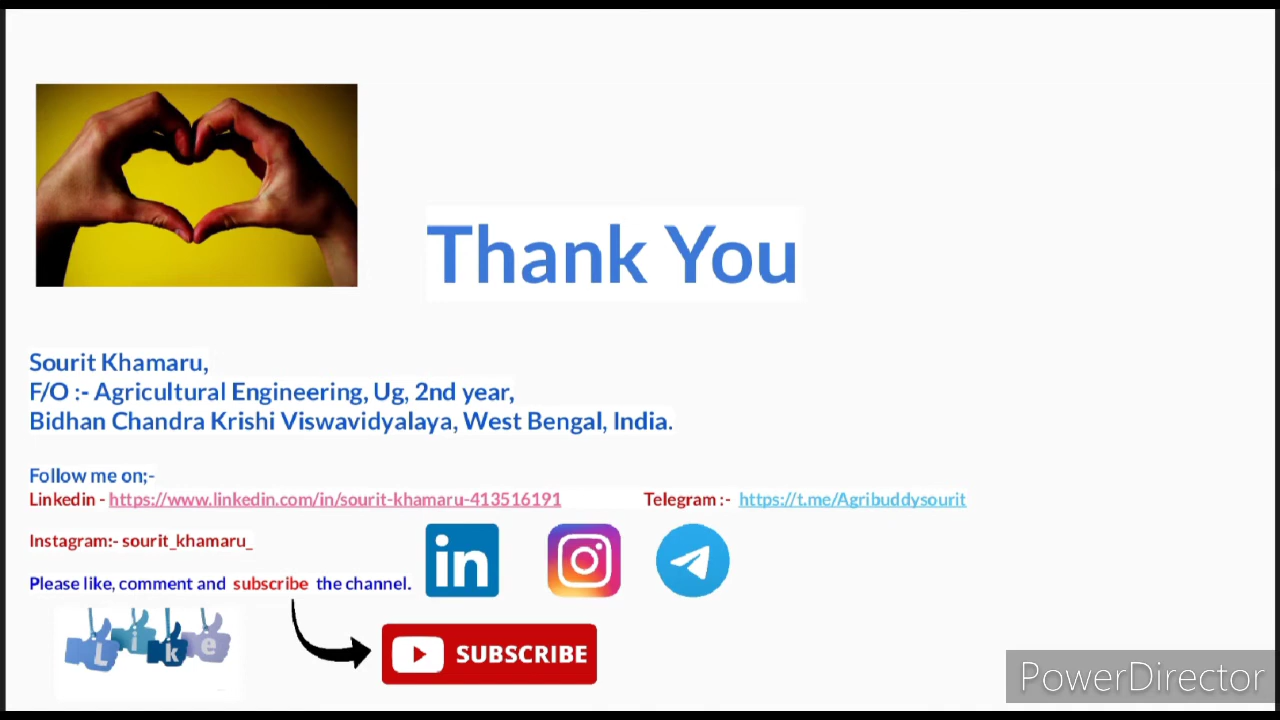 Thank You
Sourit Khamaru,
F/O :- Agricultural Engineering, Ug, 2nd year,
Bidhan Chandra Krishi Viswavidyalaya, West Bengal, India.
Follow me on;-
Linkedin - https://www.linkedin.com/in/sourit-khamaru-413516191 Telegram :- https://t.me/Agribuddysourit
Instagram:- sourit_khamaru_
in
Please like, comment and subscribe the channel.
Like
SUBSCRIBE
PowerDirector